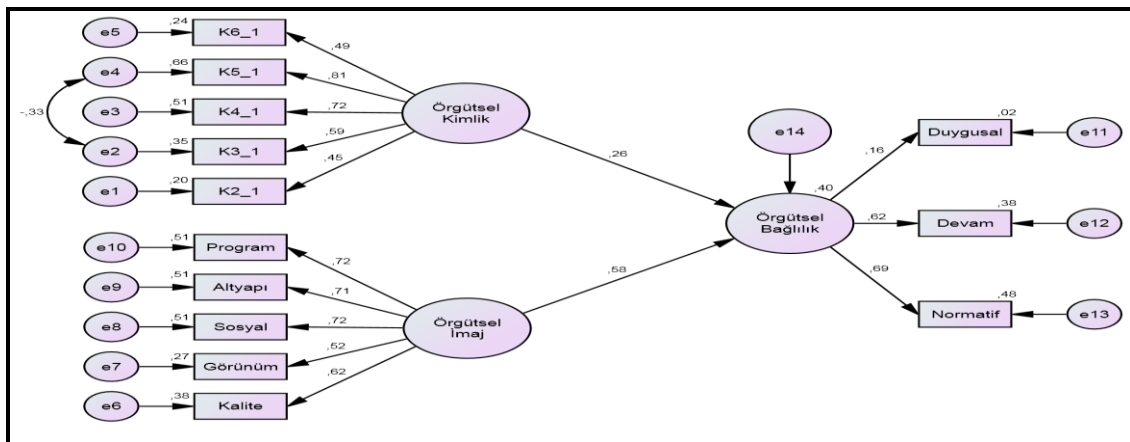 ,24
e5
K6_1
,49
,66
e4
K5_1
,81
-,33
,51
e3
K4_1
,72
,35
e2
K3_1
,59
,20
e1
K2_1
,45
Örgütsel
Kimlik
,26
,51
e10
Program
,72
,51
e9
Altyapı
,71
,51
e8
Sosyal
,72
,27
e7
Görünüm
,52
,38
e6
Kalite
,62
Örgütsel
İmaj
,58
e14
,40
Örgütsel
Bağlılık
,02
Duygusal
e11
,16
,38
Devam
e12
,62
,48
Normatif
e13
,69